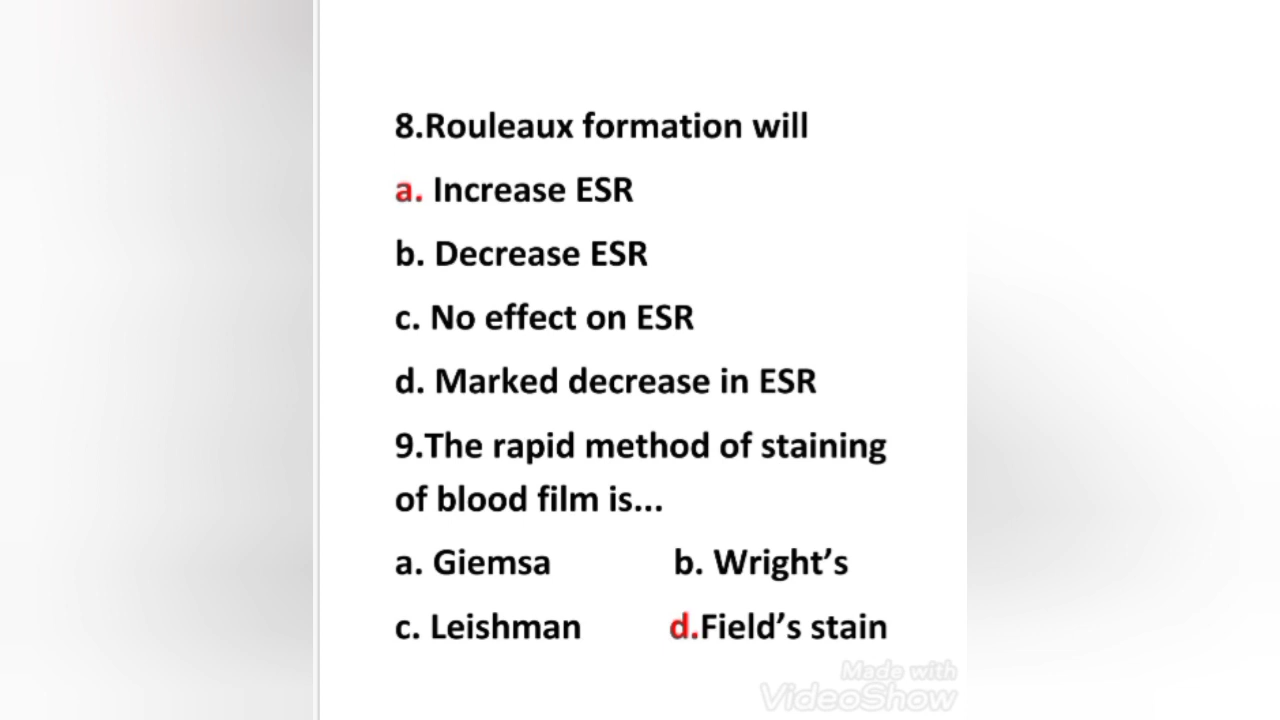 8.Rouleaux formation will
a. Increase ESR
b. Decrease ESR
c. No effect on ESR
d. Marked decrease in ESR
9.The rapid method of staining
of blood film is...
a. Giemsa b. Wright’s
c. Leishman d.Field’s stain
Made with
VideoShow